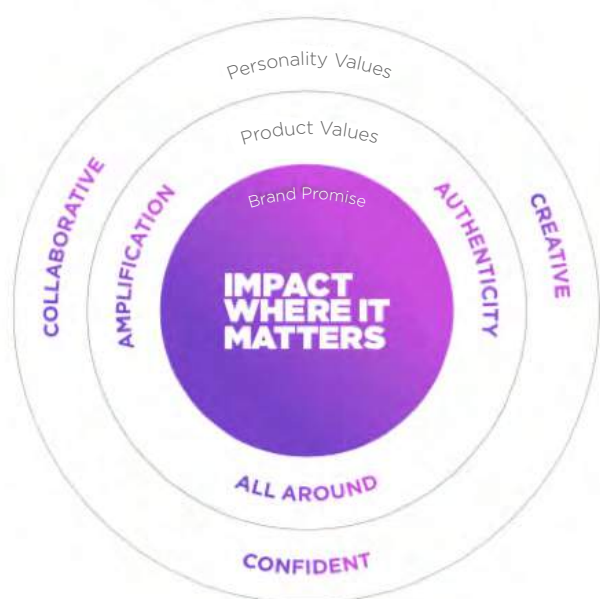 Personality Values
COLLABORATIVE
CREATIVE
CONFIDENT
Product Values
AMPLIFICATION
AUTHENTICITY
ALL AROUND
Brand Promise
IMPACT
WHERE IT
MATTERS